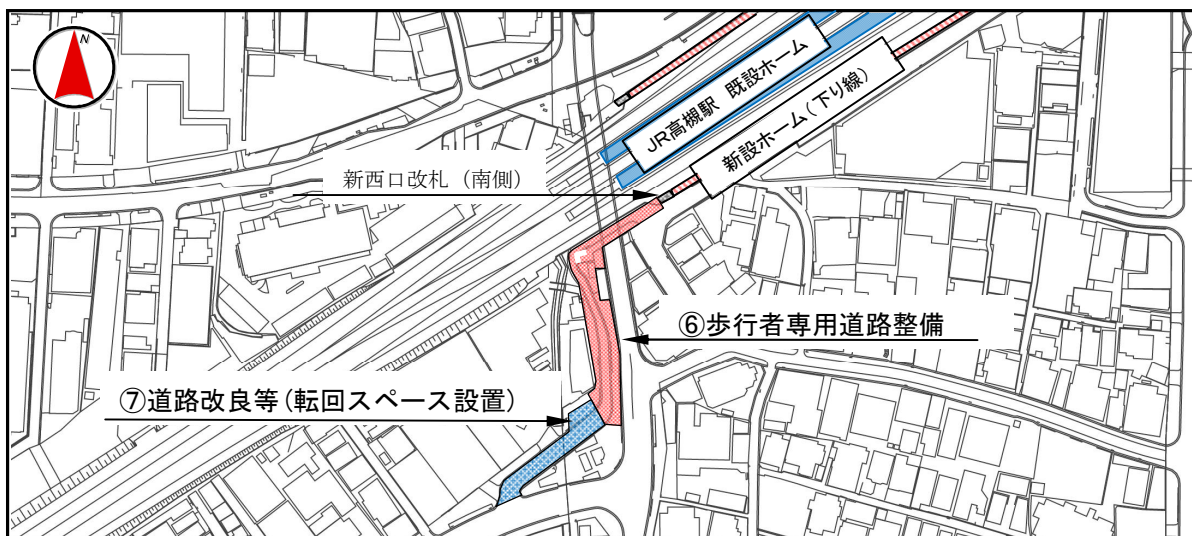 N
JR高槻駅 既設ホーム
新設ホーム(下り線)
新西口改札 (南側)
⑥歩行者専用道路整備
⑦道路改良等(転回スペース設置)